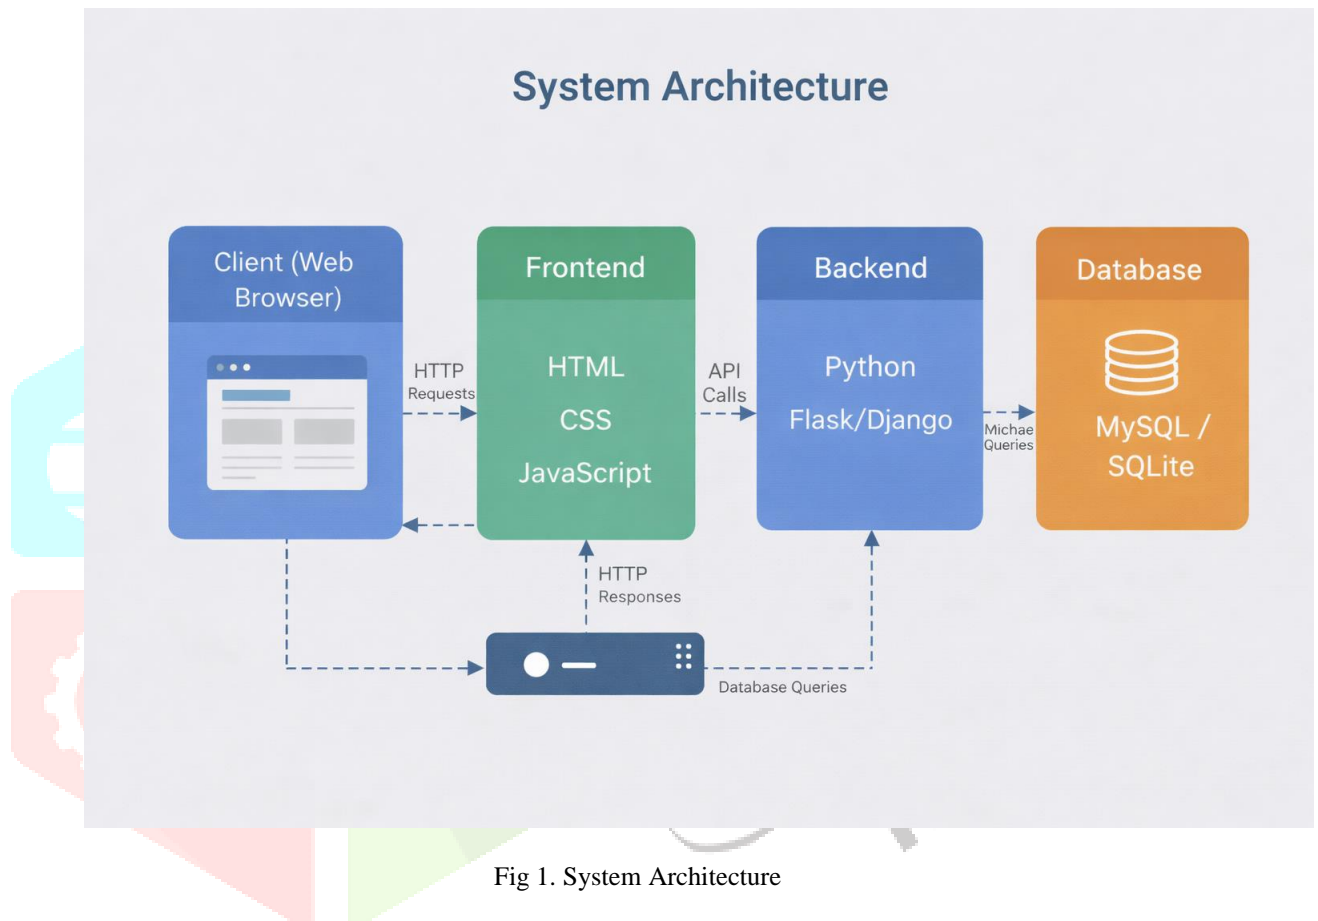 System Architecture
Client (Web
Browser)
HTTP
Requests
Frontend
HTML
CSS
JavaScript
API
Calls
Backend
Python
Flask/Django
Michae
Queries
Database
MySQL /
SQLite
HTTP
Responses
Database Queries
Fig 1. System Architecture